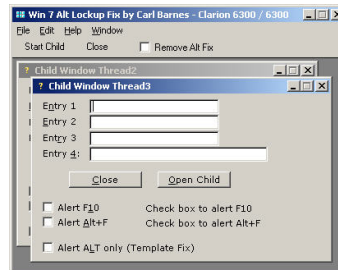 Win 7 Alt Lockup Fix by Carl Barnes - Clarion 6300 / 6300
File Edit Help Window
Start Child Close Remove Alt Fix
? Child Window Thread2
? Child Window Thread3
Entry 1
Entry 2
Entry 3
Entry 4:
Close Open Child
Alert F10 Check box to alert F10
Alert Alt+F Check box to alert Alt+F
Alert ALT only (Template Fix)